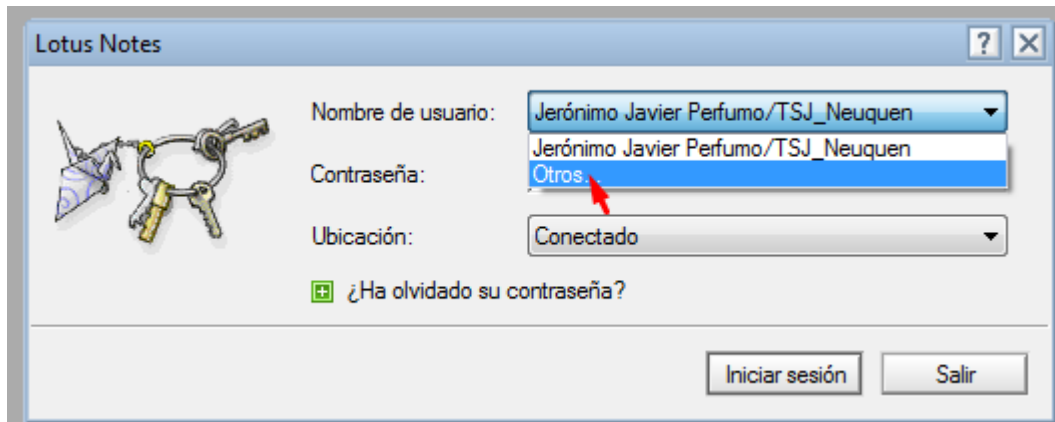 Lotus Notes
Nombre de usuario:
Jerónimo Javier Perfumo/TSJ_Neuquen
Jerónimo Javier Perfumo/TSJ_Neuquen
Otros...
Contraseña:
Ubicación:
Conectado
¿Ha olvidado su contraseña?
Iniciar sesión
Salir